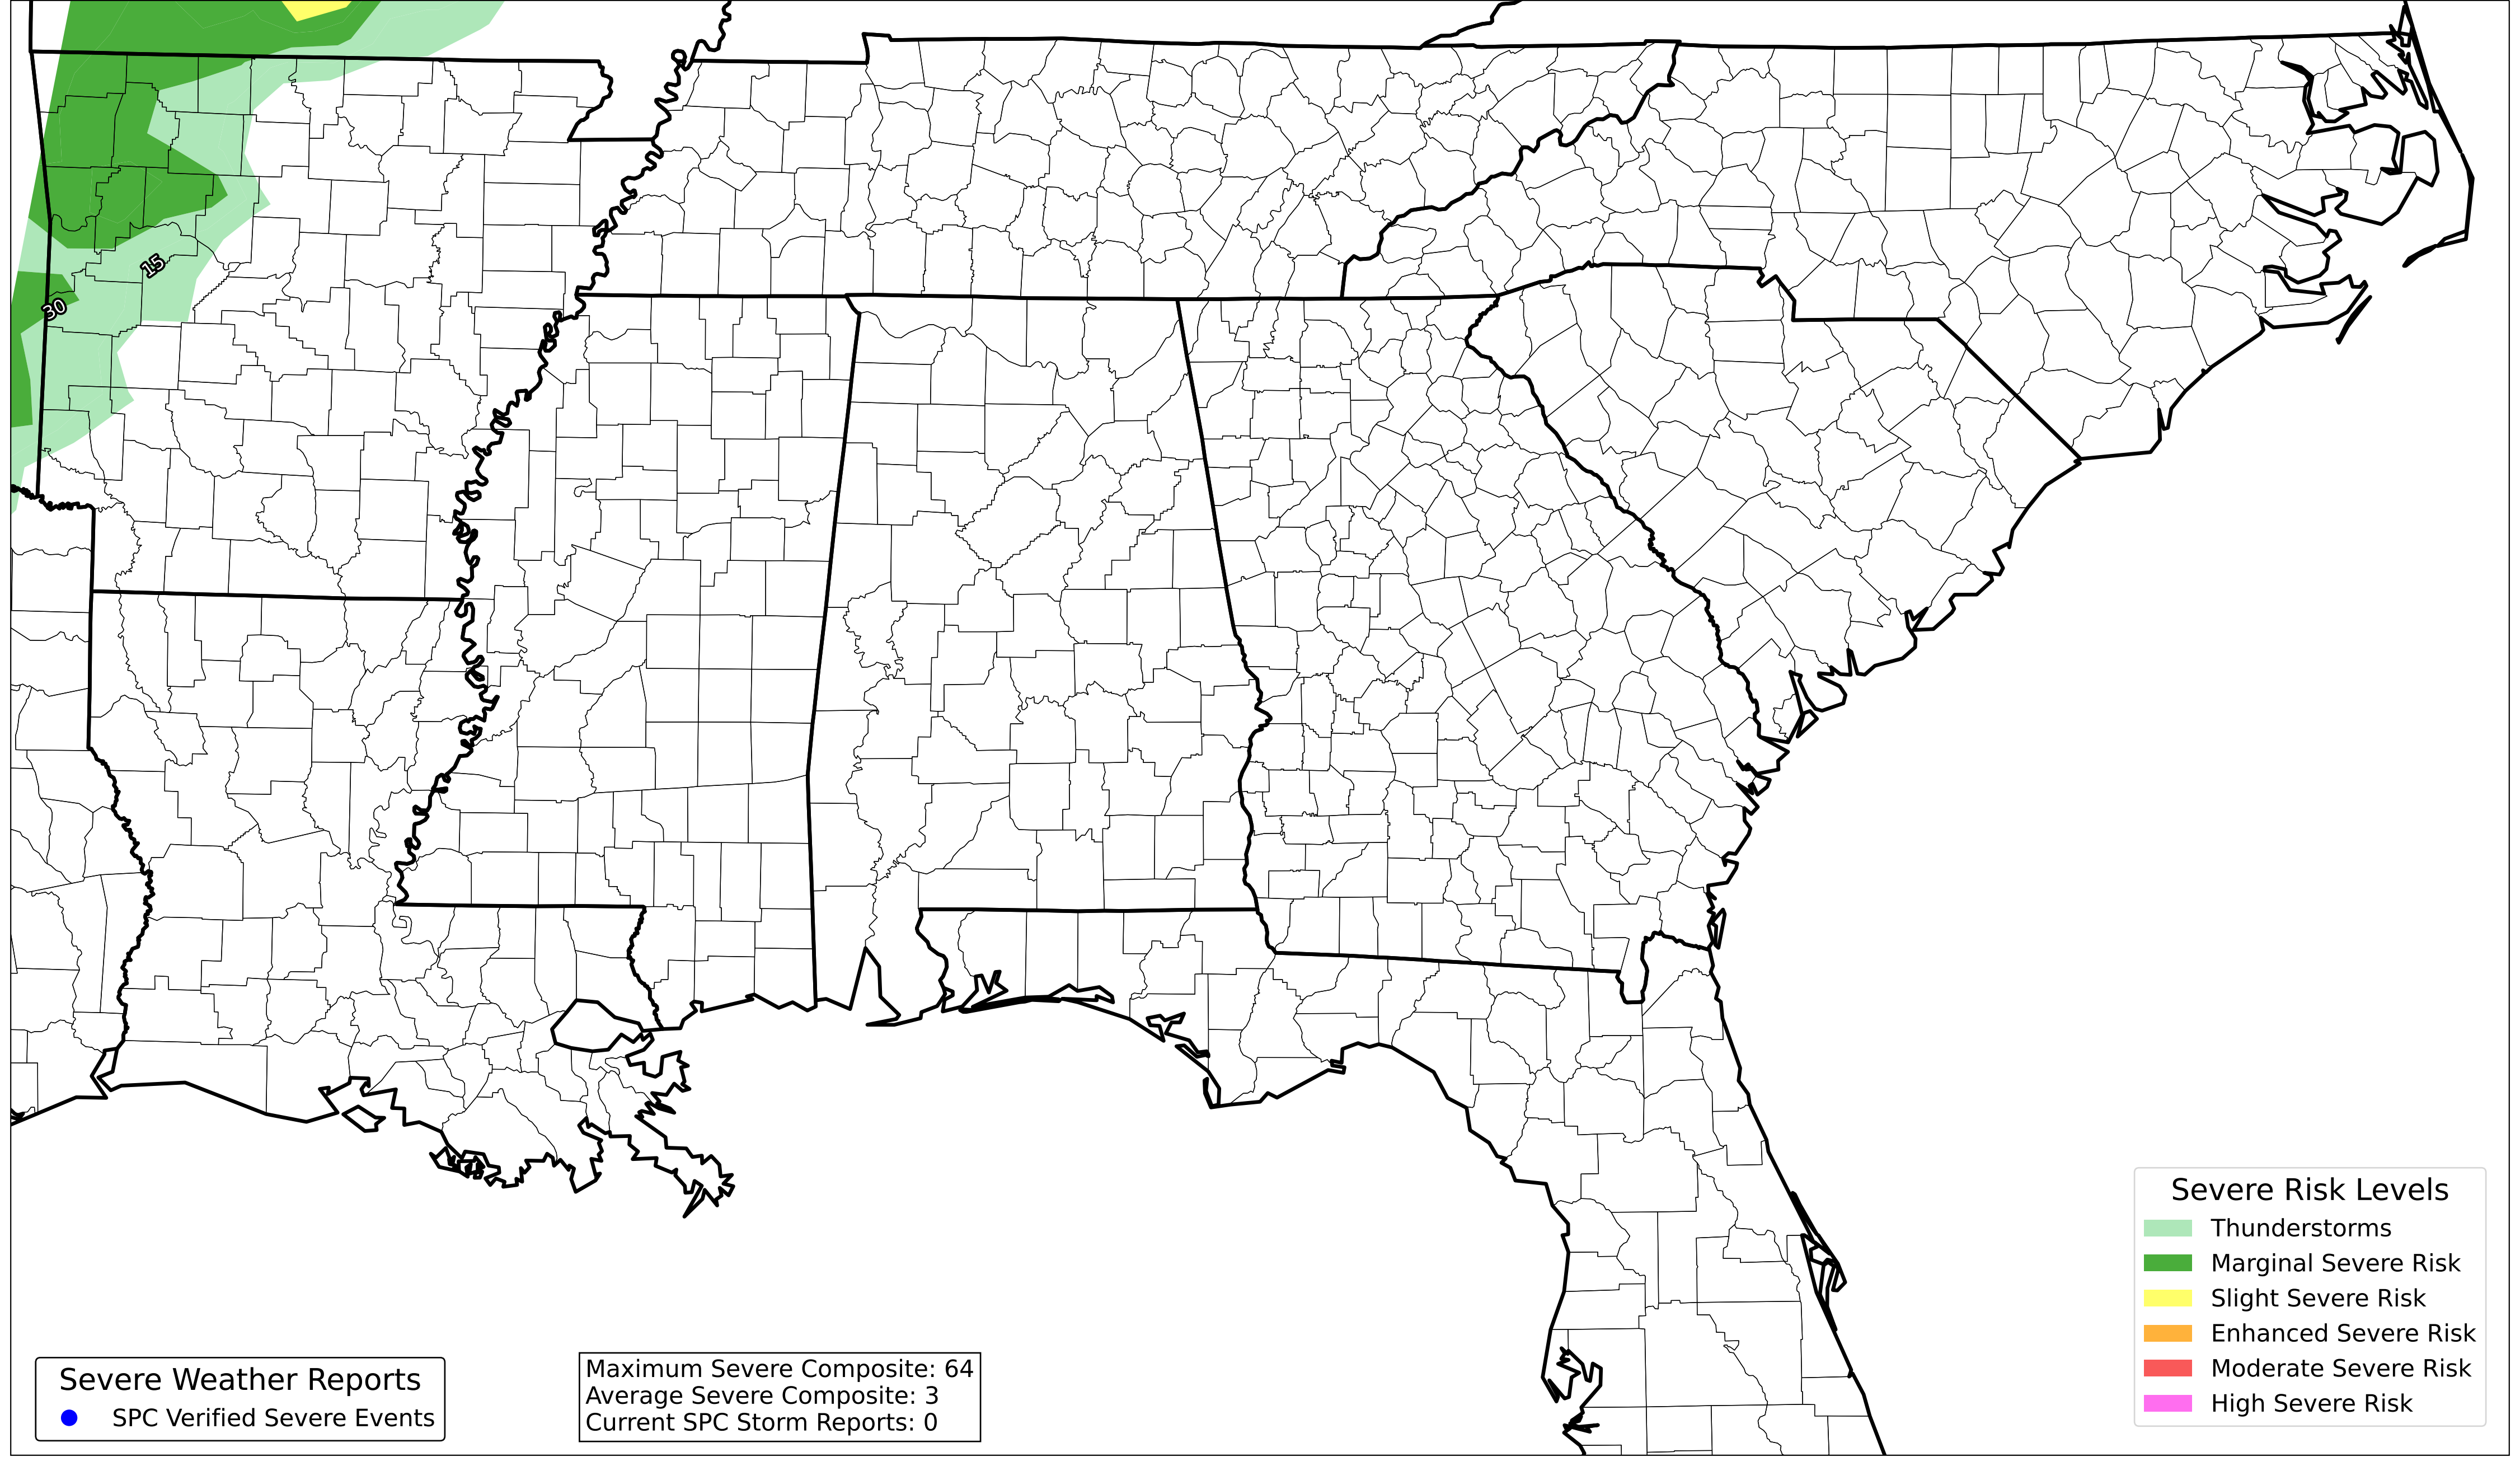 15
30
Severe Risk Levels
Thunderstorms
Marginal Severe Risk
Slight Severe Risk
Enhanced Severe Risk
Moderate Severe Risk
High Severe Risk
Severe Weather Reports
SPC Verified Severe Events
Maximum Severe Composite: 64
Average Severe Composite: 3
Current SPC Storm Reports: 0